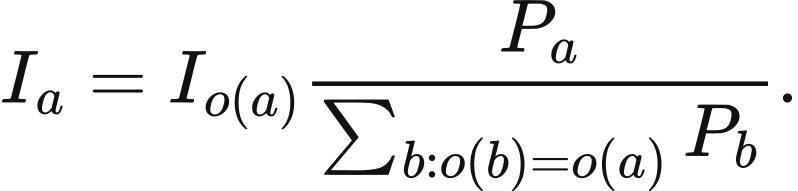 $I_a = I_{o(a)} \frac{P_a}{\sum_{b:o(b)=o(a)} P_b}.$